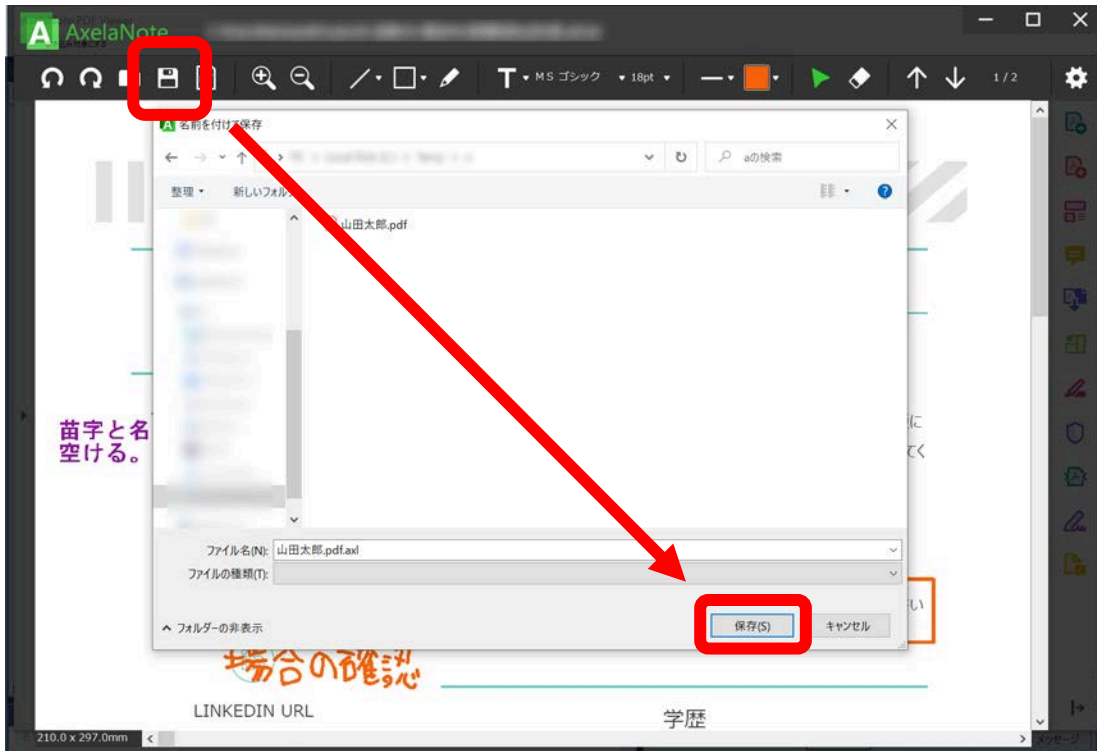 AxelaNote
T MS ゴシック 18pt 1/2
名前を付けて保存
aの検索
整理 新しいフォルダ
山田太郎.pdf
苗字と名
空ける。
に
てく
ファイル名(N): 山田太郎.pdf.axl
ファイルの種類(T):
い
フォルダーの非表示
保存(S) キャンセル
場合の確認
LINKEDIN URL
学歴
210.0 x 297.0mm
メッセージ